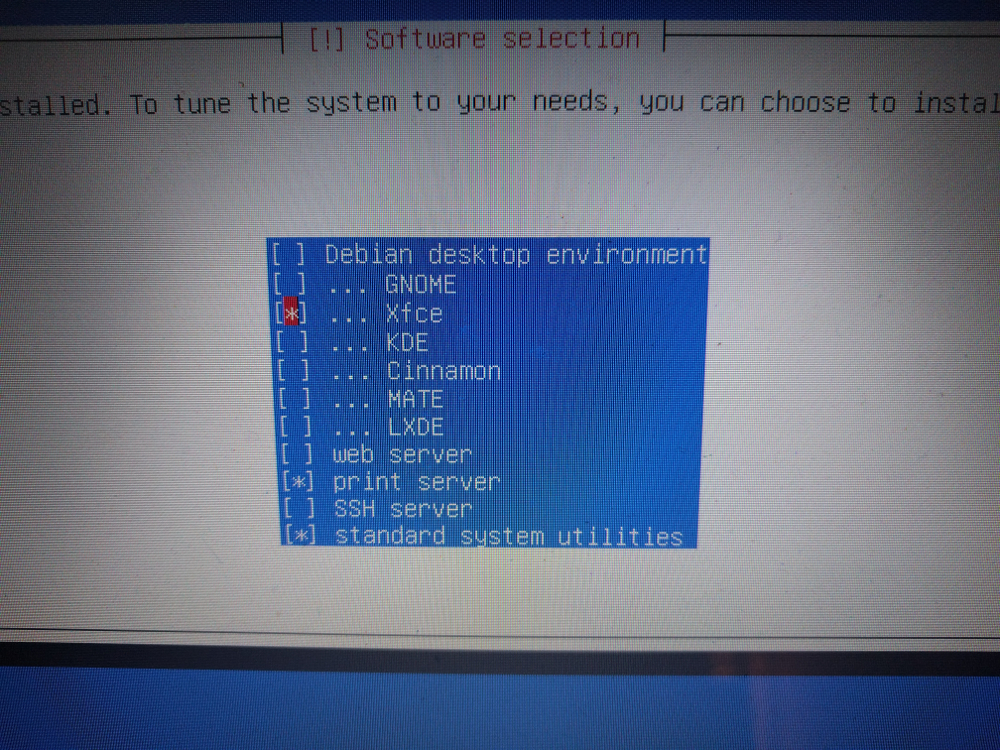 [!] Software selection
stalled. To tune the system to your needs, you can choose to instal
[ ] Debian desktop environment
[ ] ... GNOME
[*] ... Xfce
[ ] ... KDE
[ ] ... Cinnamon
[ ] ... MATE
[ ] ... LXDE
[ ] web server
[*] print server
[ ] SSH server
[*] standard system utilities